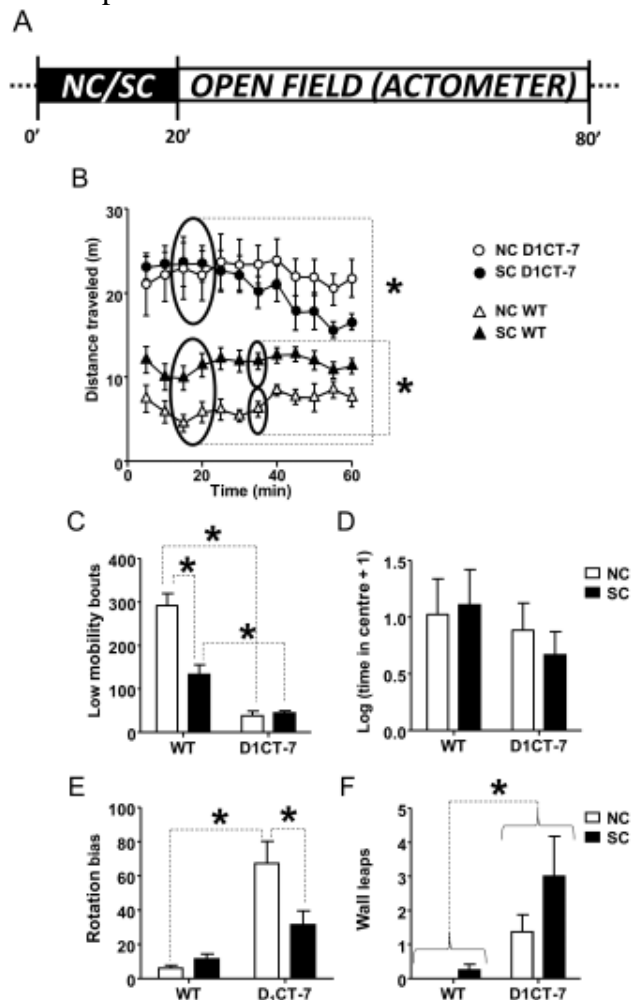 A
NC/SC OPEN FIELD (ACTOMETER)
0' 20' 80'
B
Distance traveled (m)
30
20
10
0
0 20 40 60
Time (min)
*
*
NC D1CT-7
SC D1CT-7
NC WT
SC WT
C
Low mobility bouts
400
300
200
100
0
*
*
*
WT D1CT-7
D
Log (time in centre + 1)
1.5
1.0
0.5
0.0
WT D1CT-7
NC
SC
E
Rotation bias
100
80
60
40
20
0
*
*
WT D₁CT-7
F
Wall leaps
5
4
3
2
1
0
*
WT D1CT-7
NC
SC